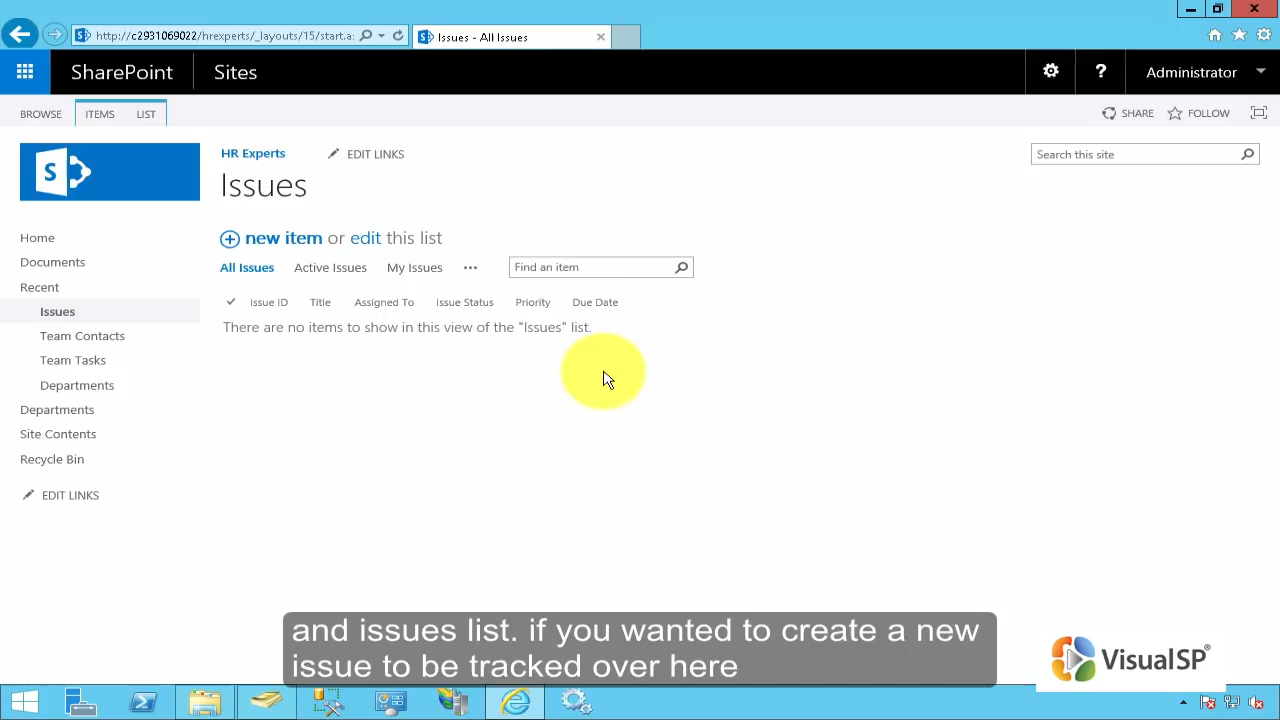 http://c2931069022/hrexperts/_layouts/15/start.a:
Issues - All Issues
SharePoint
Sites
?
Administrator
BROWSE
ITEMS
LIST
SHARE
FOLLOW
HR Experts
EDIT LINKS
Search this site
Issues
new item or edit this list
All Issues
Active Issues
My Issues
...
Find an item
Issue ID
Title
Assigned To
Issue Status
Priority
Due Date
There are no items to show in this view of the "Issues" list.
Home
Documents
Recent
Issues
Team Contacts
Team Tasks
Departments
Departments
Site Contents
Recycle Bin
EDIT LINKS
and issues list. if you wanted to create a new
issue to be tracked over here
VisualSP®